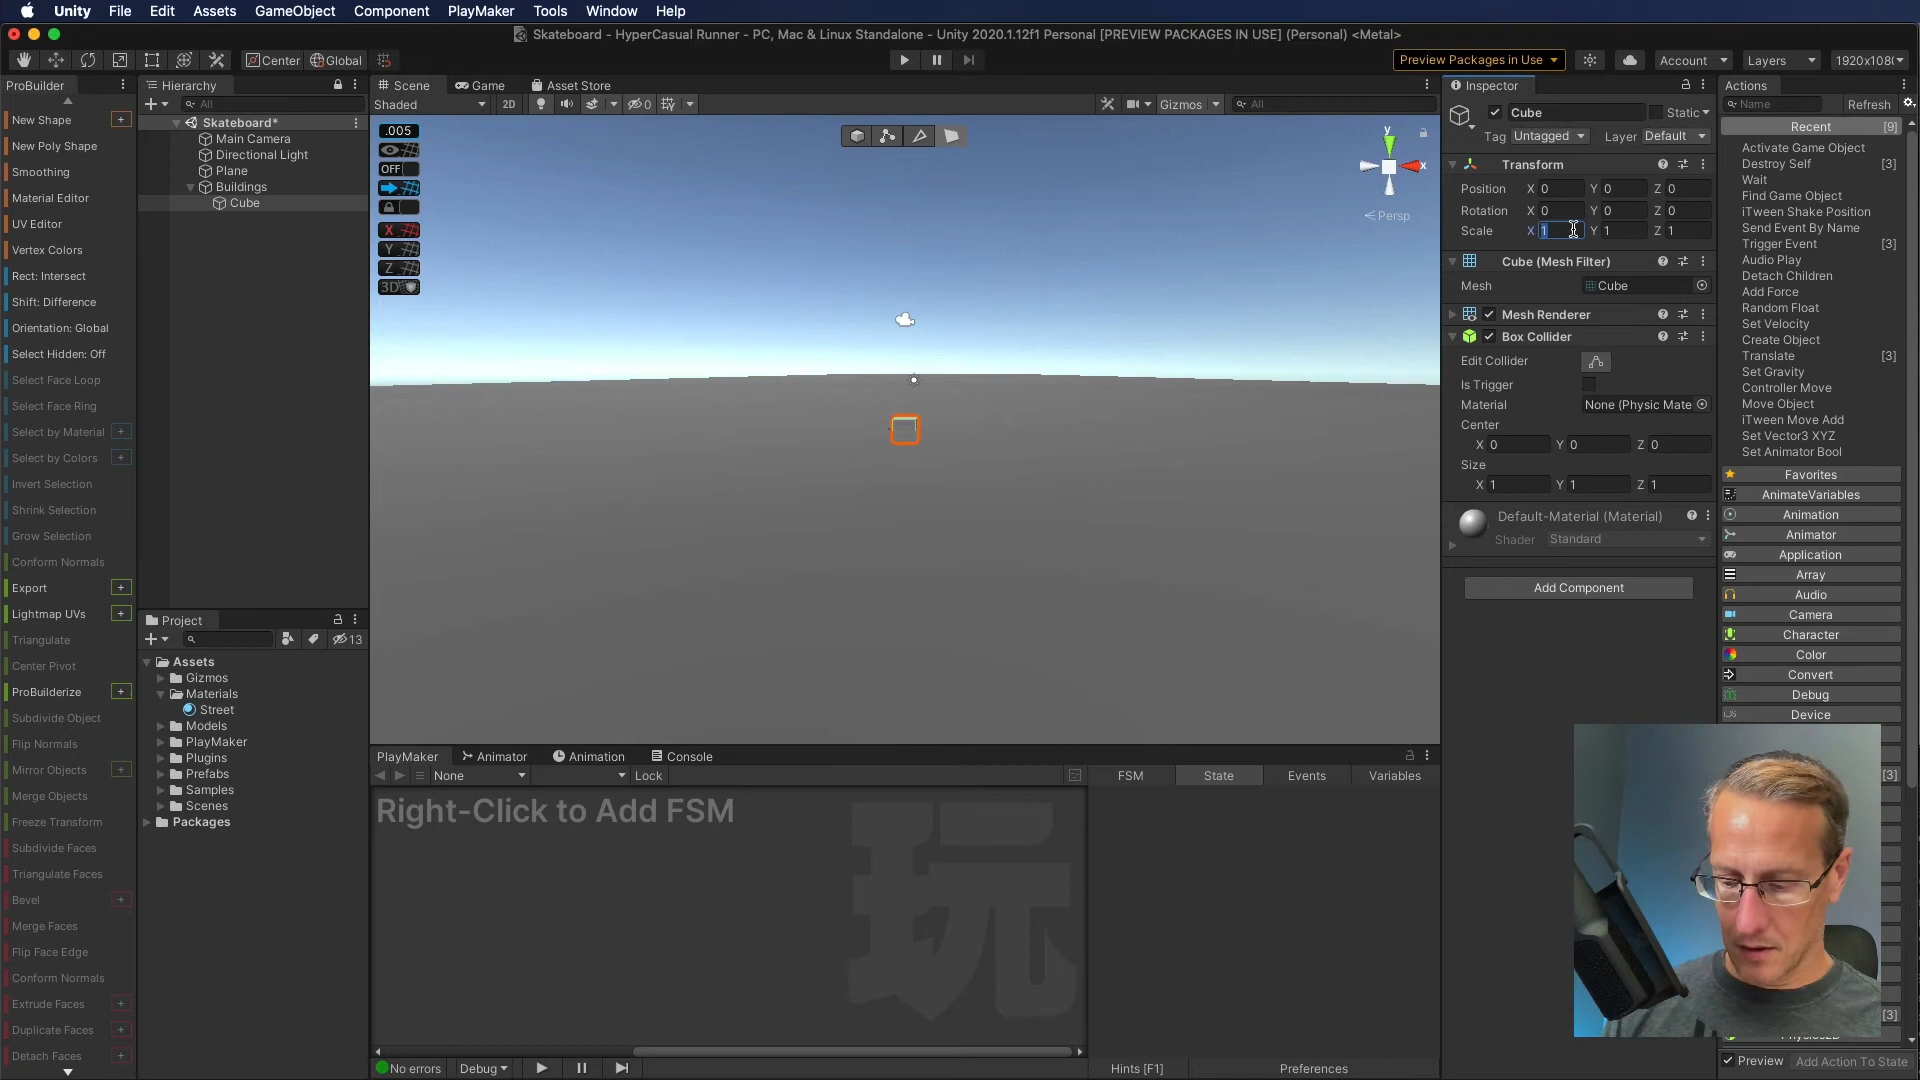 Unity File Edit Assets GameObject Component PlayMaker Tools Window Help
Skateboard - HyperCasual Runner - PC, Mac & Linux Standalone - Unity 2020.1.12f1 Personal [PREVIEW PACKAGES IN USE] (Personal) <Metal>
Center Global Preview Packages in Use Account Layers 1920x1080(
ProBuilder
New Shape
New Poly Shape
Smoothing
Material Editor
UV Editor
Vertex Colors
Rect: Intersect
Shift: Difference
Orientation: Global
Select Hidden: Off
Select Face Loop
Select Face Ring
Select by Material
Select by Colors
Invert Selection
Shrink Selection
Grow Selection
Conform Normals
Export
Lightmap UVs
Triangulate
Center Pivot
ProBuilderize
Subdivide Object
Flip Normals
Mirror Objects
Merge Objects
Freeze Transform
Subdivide Faces
Triangulate Faces
Bevel
Merge Faces
Flip Face Edge
Conform Normals
Extrude Faces
Duplicate Faces
Detach Faces
Hierarchy
All
Skateboard*
Main Camera
Directional Light
Plane
Buildings
Cube
Project
13
Assets
Gizmos
Materials
Street
Models
PlayMaker
Plugins
Prefabs
Samples
Scenes
Packages
Scene Game Asset Store
Shaded 2D 0 Gizmos All
.005
OFF
X
Y
Z
3D
y
x
Persp
PlayMaker Animator Animation Console
None Lock FSM State Events Variables
Right-Click to Add FSM
玩
No errors Debug Hints [F1] Preferences
Inspector
Cube Static
Tag Untagged Layer Default
Transform
Position X 0 Y 0 Z 0
Rotation X 0 Y 0 Z 0
Scale X 1 Y 1 Z 1
Cube (Mesh Filter)
Mesh Cube
Mesh Renderer
Box Collider
Edit Collider
Is Trigger
Material None (Physic Mate
Center
X 0 Y 0 Z 0
Size
X 1 Y 1 Z 1
Default-Material (Material)
Shader Standard
Add Component
Actions
Name Refresh
Recent [9]
Activate Game Object
Destroy Self [3]
Wait
Find Game Object
iTween Shake Position
Send Event By Name
Trigger Event [3]
Audio Play
Detach Children
Add Force
Random Float
Set Velocity
Create Object
Translate [3]
Set Gravity
Controller Move
Move Object
iTween Move Add
Set Vector3 XYZ
Set Animator Bool
Favorites
AnimateVariables
Animation
Animator
Application
Array
Audio
Camera
Character
Color
Convert
Debug
Device
[3]
[3]
Preview Add Action To State